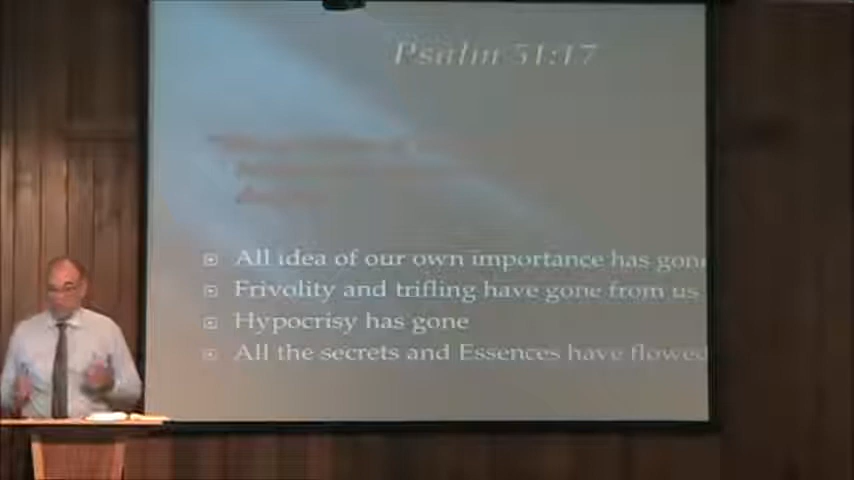 Psalm 51:17
All idea of our own importance has gone
Frivolity and trifling have gone from us
Hypocrisy has gone
All the secrets and Essences have flowed